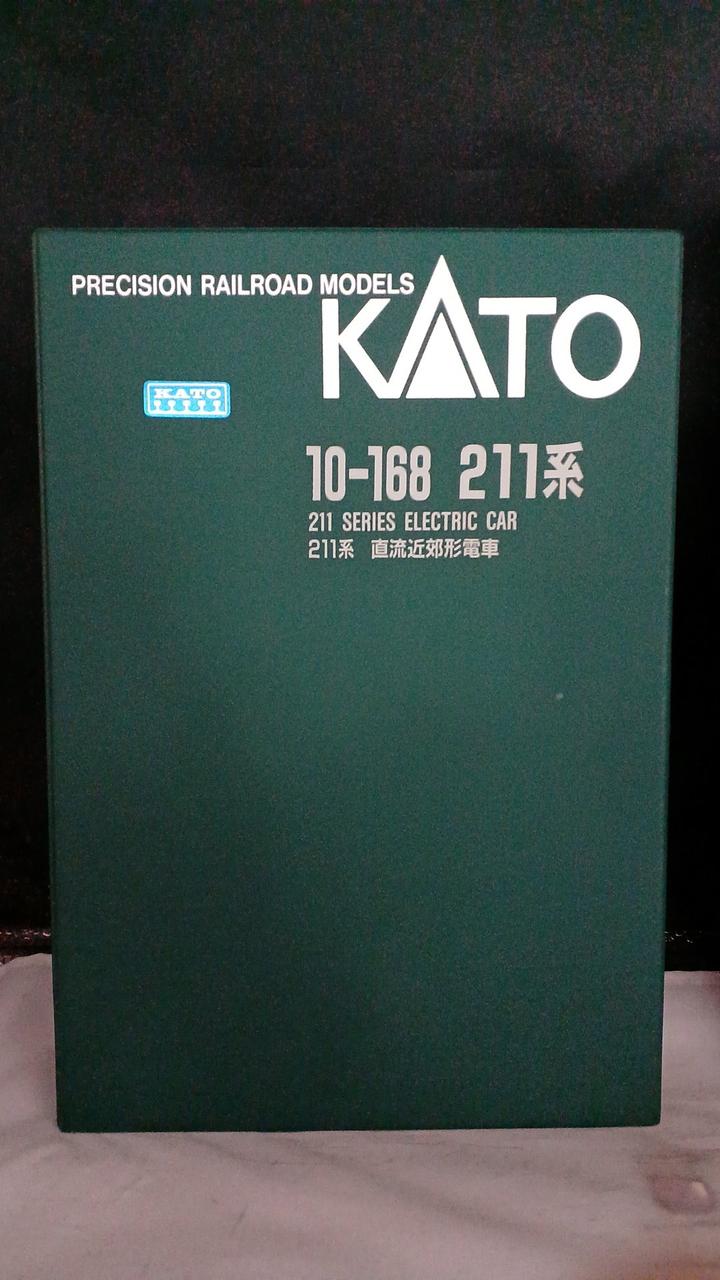 PRECISION RAILROAD MODELS
KATO
KATO
10-168 211系
211 SERIES ELECTRIC CAR
211系 直流近郊形電車